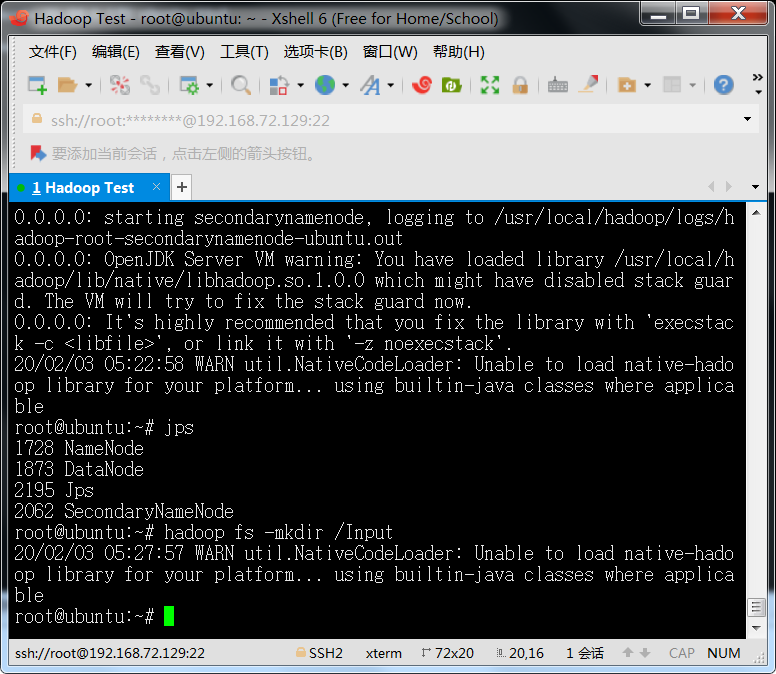 Hadoop Test - root@ubuntu: ~ - Xshell 6 (Free for Home/School)
文件(F) 编辑(E) 查看(V) 工具(T) 选项卡(B) 窗口(W) 帮助(H)
ssh://root:********@192.168.72.129:22
要添加当前会话，点击左侧的箭头按钮。
1 Hadoop Test × +
0.0.0.0: starting secondarynamenode, logging to /usr/local/hadoop/logs/h
adoop-root-secondarynamenode-ubuntu.out
0.0.0.0: OpenJDK Server VM warning: You have loaded library /usr/local/h
adoop/lib/native/libhadoop.so.1.0.0 which might have disabled stack guar
d. The VM will try to fix the stack guard now.
0.0.0.0: It's highly recommended that you fix the library with 'execstac
k -c <libfile>', or link it with '-z noexecstack'.
20/02/03 05:22:58 WARN util.NativeCodeLoader: Unable to load native-hado
op library for your platform... using builtin-java classes where applica
ble
root@ubuntu:~# jps
1728 NameNode
1873 DataNode
2195 Jps
2062 SecondaryNameNode
root@ubuntu:~# hadoop fs -mkdir /Input
20/02/03 05:27:57 WARN util.NativeCodeLoader: Unable to load native-hado
op library for your platform... using builtin-java classes where applica
ble
root@ubuntu:~#
ssh://root@192.168.72.129:22 SSH2 xterm 72x20 20,16 1 会话 CAP NUM